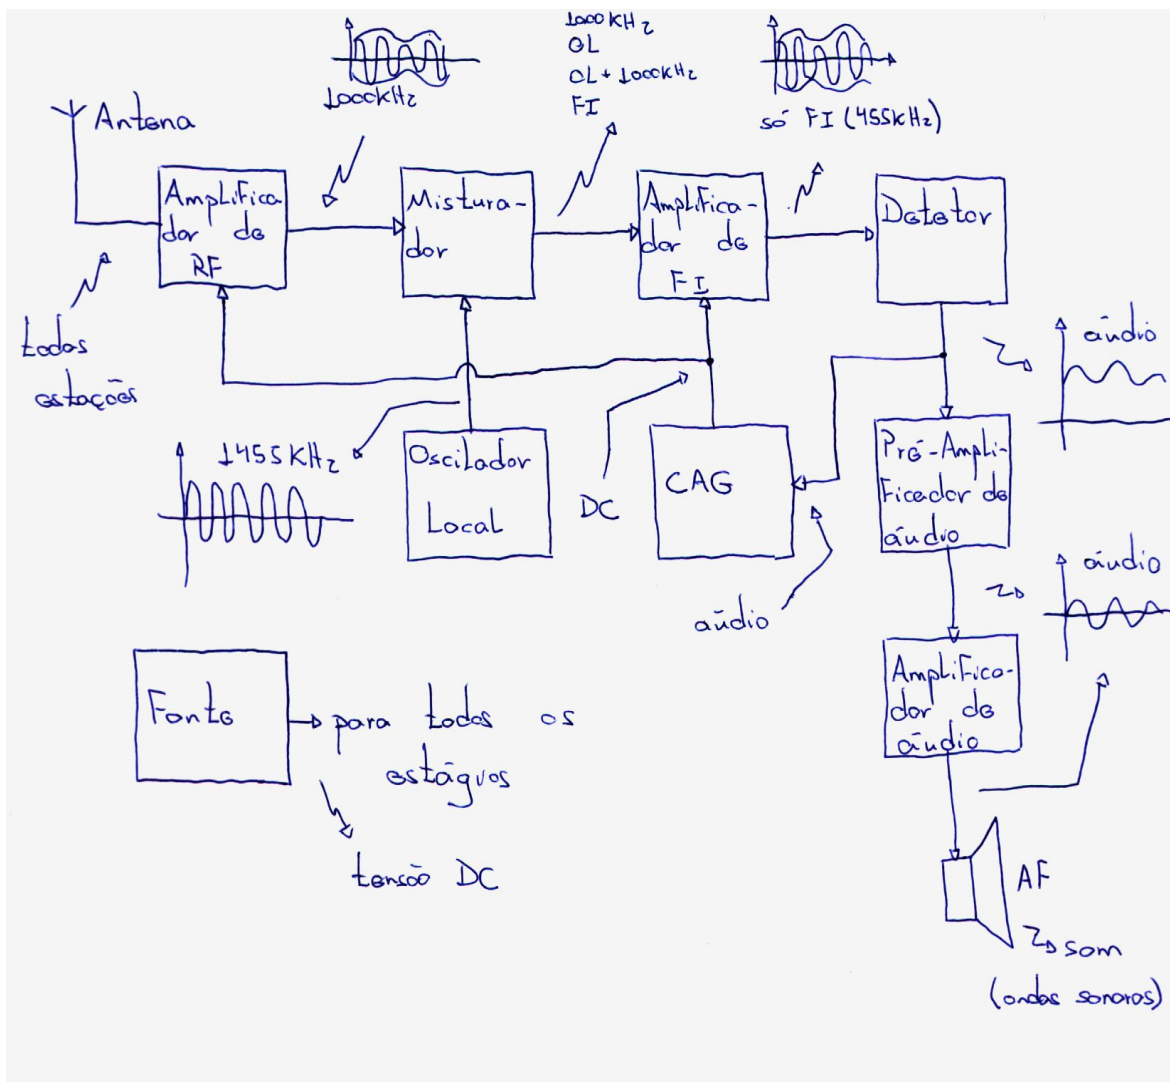 1000KHz
1000KHz
OL
OL+1000KHz
FI
só FI (455KHz)
Antena
Amplifica
dor de
RF
Mistura-
dor
Amplifica-
dor de
FI
Detetor
todas
estações
áudio
1455KHz
Oscilador
Local
DC
CAG
Pré-Ampli-
ficador de
áudio
áudio
áudio
Fonte
para todos os
estágios
tensão DC
Amplifica-
dor de
áudio
AF
som
(ondas sonoras)